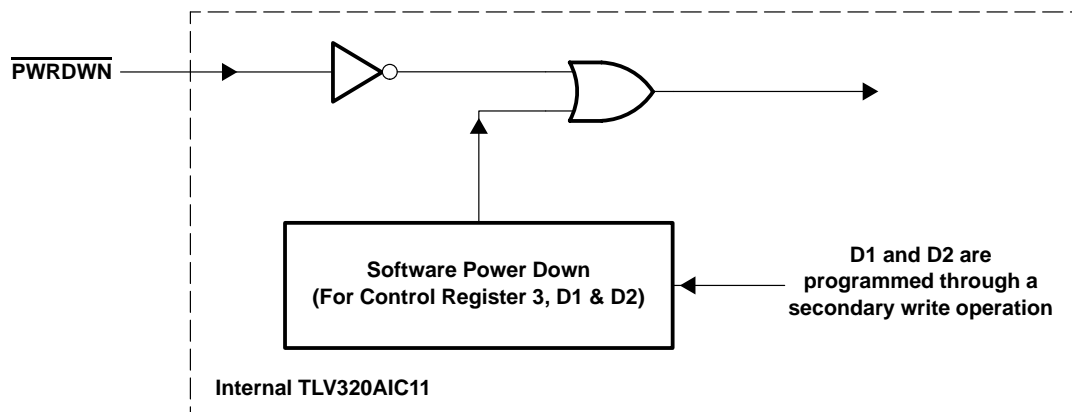 PWRDWN
Software Power Down
(For Control Register 3, D1 & D2)
D1 and D2 are
programmed through a
secondary write operation
Internal TLV320AIC11